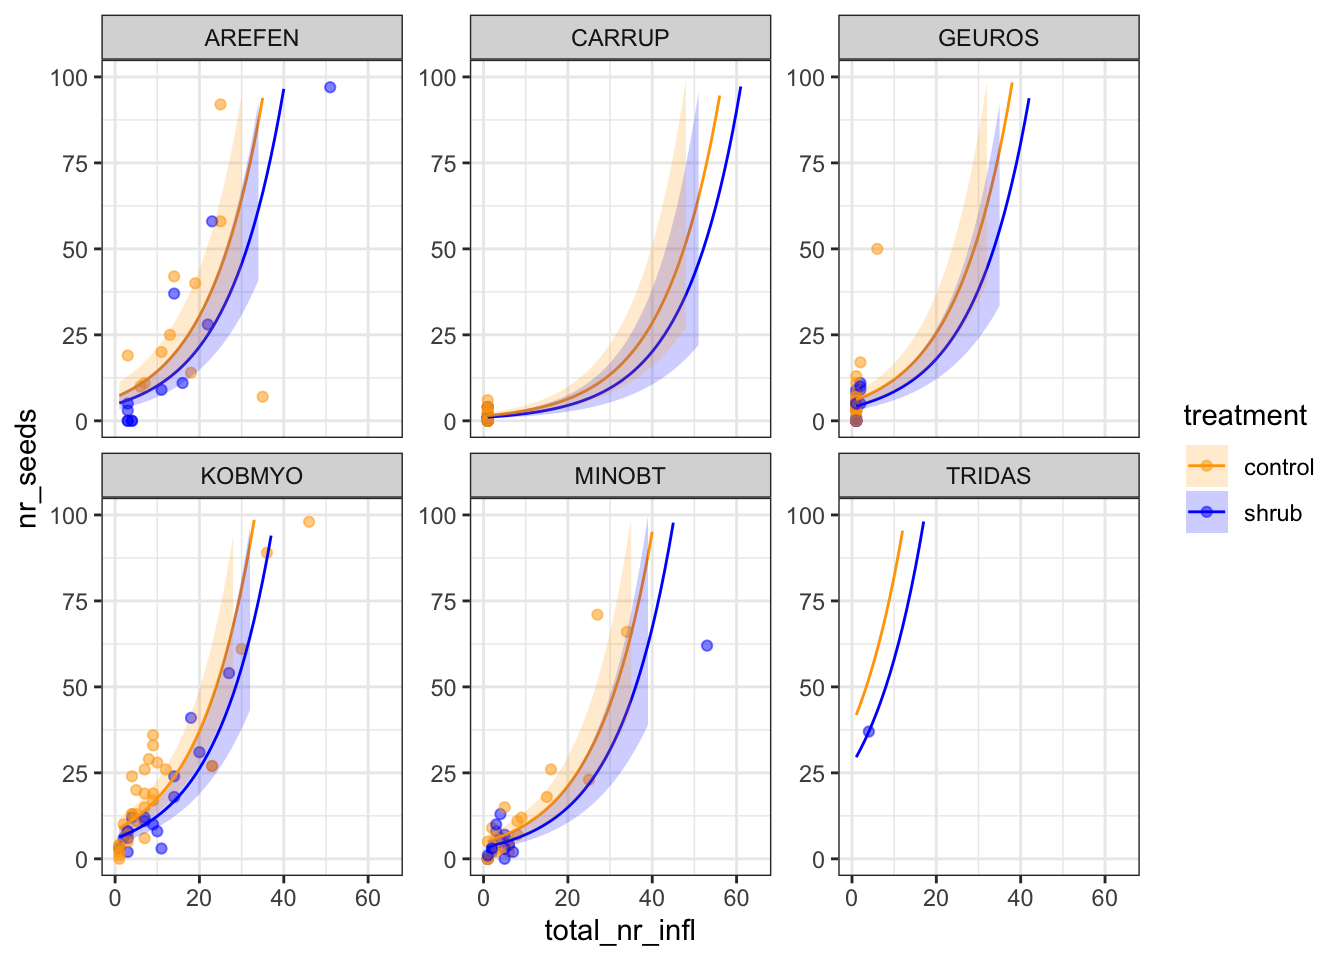 AREFEN CARRUP GEUROS
100 100 100
75 75 75
50 50 50
25 25 25
0 0 0
nr_seeds
treatment
control
shrub
KOBMYO MINOBT TRIDAS
100 100 100
75 75 75
50 50 50
25 25 25
0 0 0
0 20 40 60 0 20 40 60 0 20 40 60
total_nr_infl